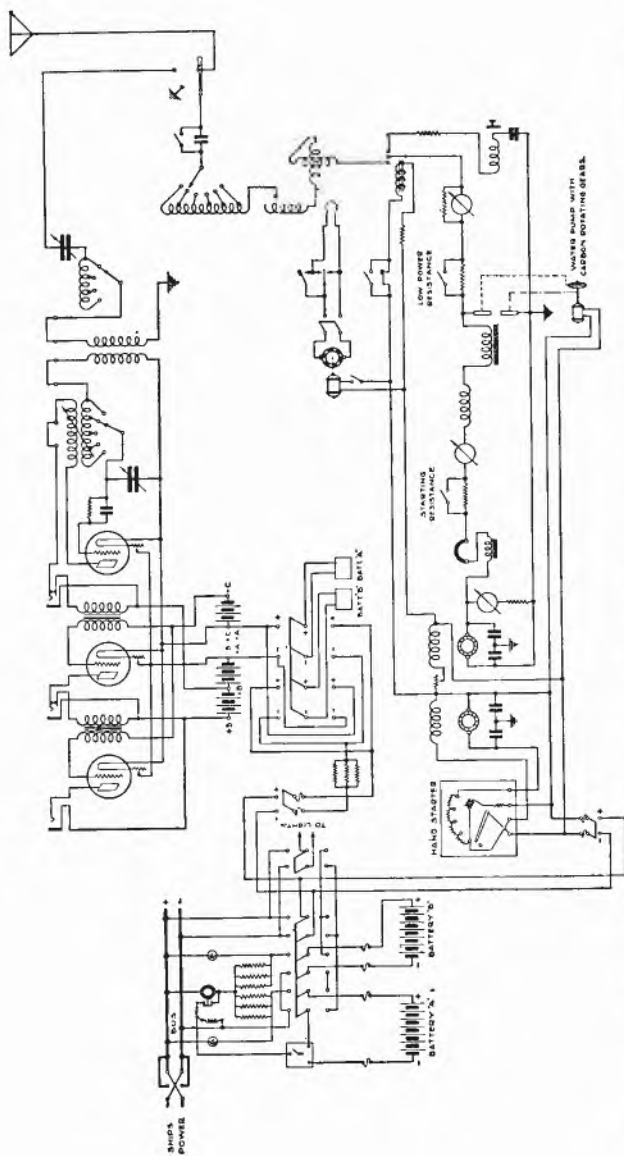 SHIPS
POWER
BUS
+
-
TO LIGHTS
BATTERY "A"
BATTERY "B"
HAND STARTER
+B
-B
B+C
+A-A
+C
BATT. "B"
BATT. "A"
STARTING
RESISTANCE
LOW POWER
RESISTANCE
WATER PUMP WITH
CARBON ROTATING GEARS.